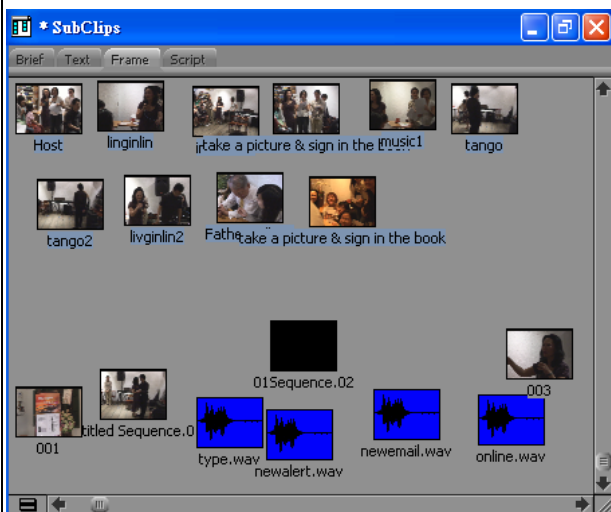 * SubClips
Brief Text Frame Script
Host linginlin take a picture & sign in the music1 tango
tango2 livginlin2 Fathe take a picture & sign in the book
01Sequence.02
003
001 titled Sequence.0
type.wav newalert.wav newemail.wav online.wav